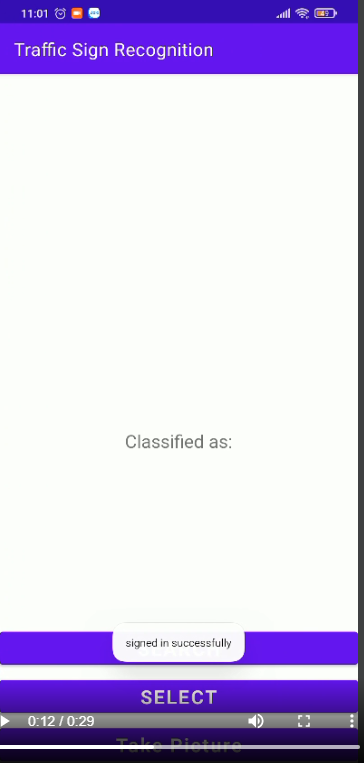 11:01
Traffic Sign Recognition
Classified as:
signed in successfully
SELECT
0:12 / 0:29
Take Picture